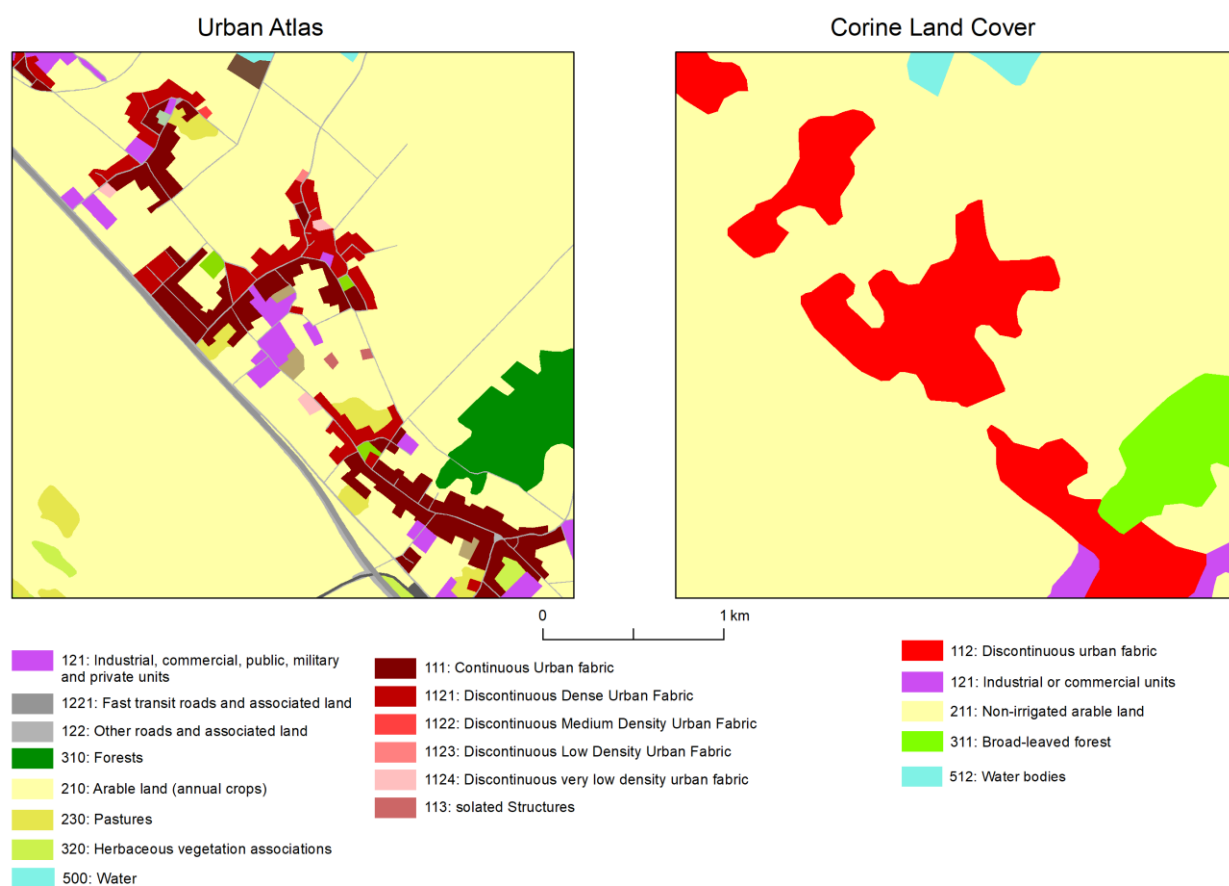 Urban Atlas
Corine Land Cover
0
1 km
121: Industrial, commercial, public, military
and private units
1221: Fast transit roads and associated land
122: Other roads and associated land
310: Forests
210: Arable land (annual crops)
230: Pastures
320: Herbaceous vegetation associations
500: Water
111: Continuous Urban fabric
1121: Discontinuous Dense Urban Fabric
1122: Discontinuous Medium Density Urban Fabric
1123: Discontinuous Low Density Urban Fabric
1124: Discontinuous very low density urban fabric
113: solated Structures
112: Discontinuous urban fabric
121: Industrial or commercial units
211: Non-irrigated arable land
311: Broad-leaved forest
512: Water bodies